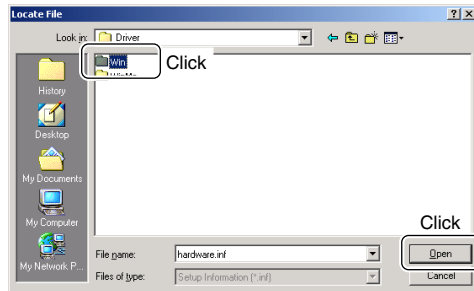 Locate File
Look in:
Driver
Win
Click
History
Desktop
My Documents
My Computer
My Network P...
Click
File name:
hardware.inf
Open
Files of type:
Setup Information (*.inf)
Cancel